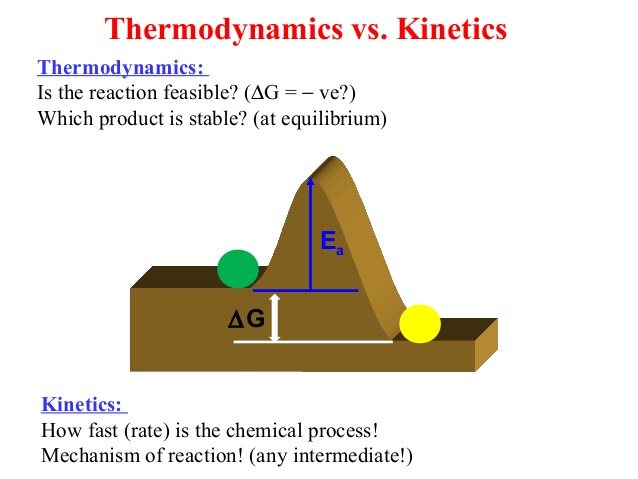 Thermodynamics vs. Kinetics
Thermodynamics:
Is the reaction feasible? (ΔG = − ve?)
Which product is stable? (at equilibrium)
Ea
ΔG
Kinetics:
How fast (rate) is the chemical process!
Mechanism of reaction! (any intermediate!)